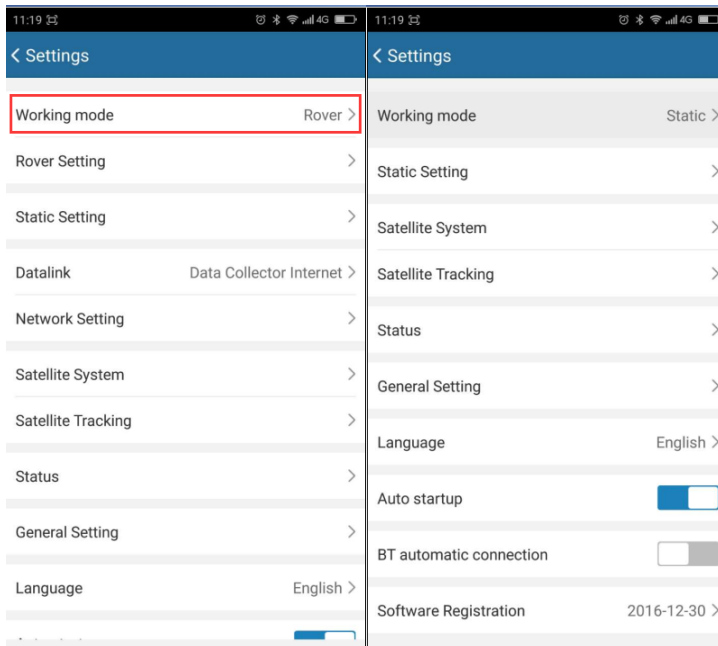 11:19
4G
< Settings
Working mode Rover >
Rover Setting >
Static Setting >
Datalink Data Collector Internet >
Network Setting >
Satellite System >
Satellite Tracking >
Status >
General Setting >
Language English >
11:19
4G
< Settings
Working mode Static >
Static Setting >
Satellite System >
Satellite Tracking >
Status >
General Setting >
Language English >
Auto startup
BT automatic connection
Software Registration 2016-12-30 >